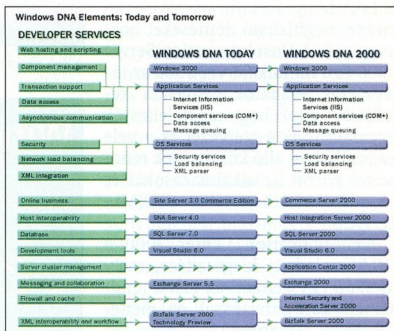 Windows DNA Elements: Today and Tomorrow
DEVELOPER SERVICES
WINDOWS DNA TODAY
WINDOWS DNA 2000
Web hosting and scripting
Component management
Windows 2000
Windows 2000
Transaction support
Application Services
Application Services
Data access
Asynchronous communication
Internet Information
Services (IIS)
Component services (COM+)
Data access
Message queuing
Internet Information
Services (IIS)
Component services (COM+)
Data access
Message queuing
Security
OS Services
OS Services
Network load balancing
XML integration
Security services
Load balancing
XML parser
Security services
Load balancing
XML parser
Online business
Site Server 3.0 Commerce Edition
Commerce Server 2000
Host interoperability
SNA Server 4.0
Host Integration Server 2000
Database
SQL Server 7.0
SQL Server 2000
Development tools
Visual Studio 6.0
Visual Studio 6.0
Server cluster management
Application Center 2000
Messaging and collaboration
Exchange Server 5.5
Exchange 2000
Firewall and cache
Internet Security and
Acceleration Server 2000
XML interoperability and workflow
BizTalk Server 2000
Technology Preview
BizTalk Server 2000